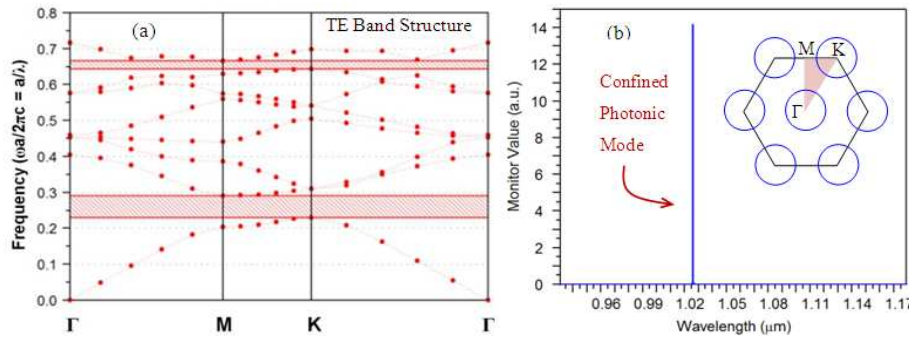 (a)
TE Band Structure
Frequency (ωa/2πc = a/λ)
0.8
0.7
0.6
0.5
0.4
0.3
0.2
0.1
0.0
Γ M K Γ
(b)
Monitor Value (a.u.)
14
12
10
8
6
4
2
0
Confined
Photonic
Mode
M K
Γ
0.96 0.99 1.02 1.05 1.08 1.11 1.14 1.17
Wavelength (μm)